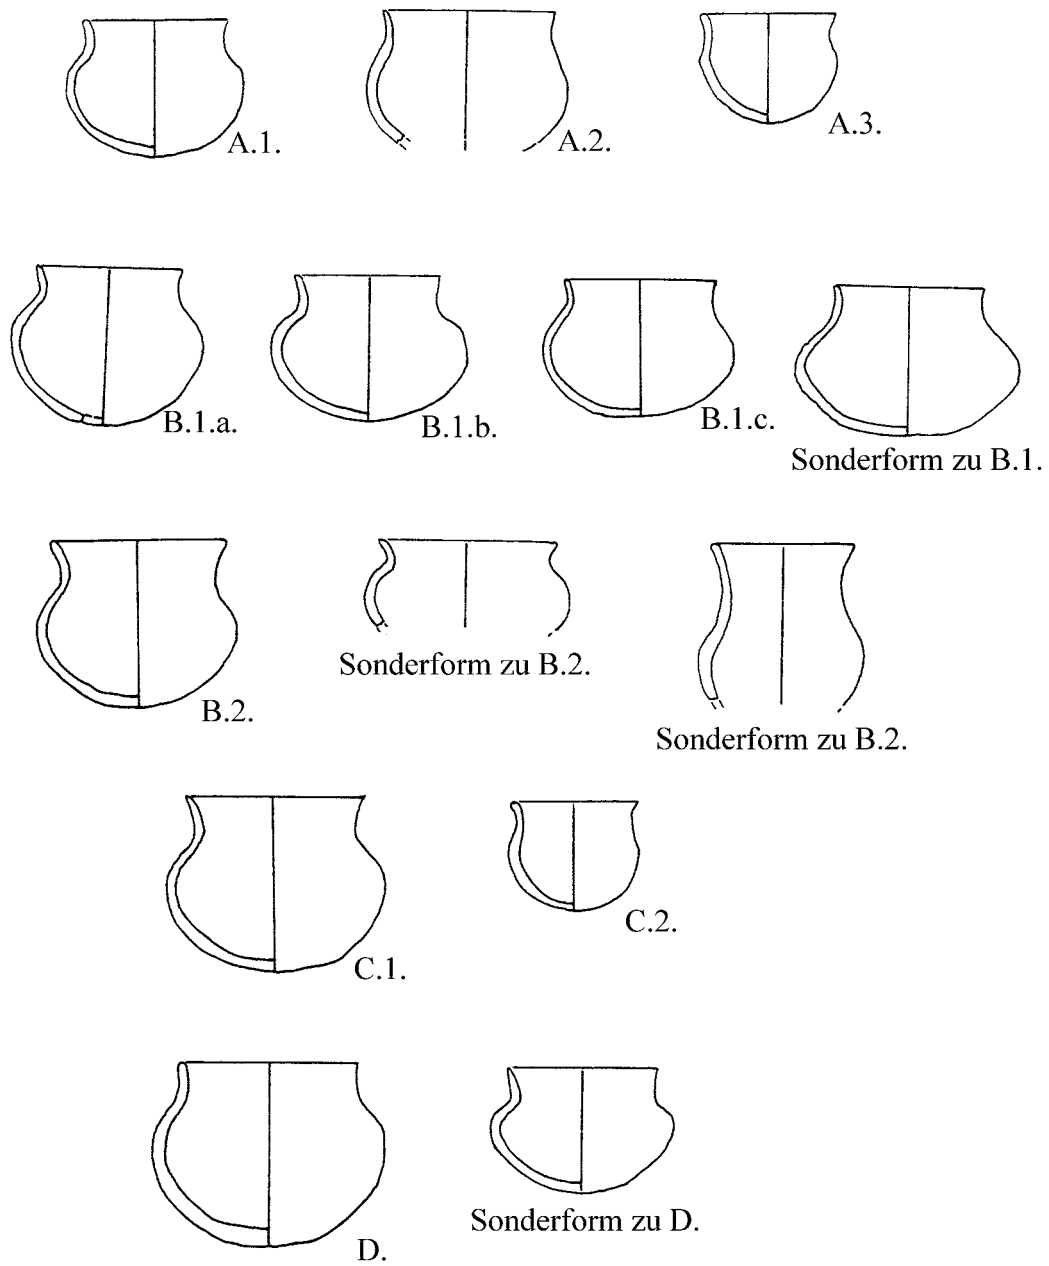 A.1.
A.2.
A.3.
B.1.a.
B.1.b.
B.1.c.
Sonderform zu B.1.
B.2.
Sonderform zu B.2.
Sonderform zu B.2.
C.1.
C.2.
D.
Sonderform zu D.